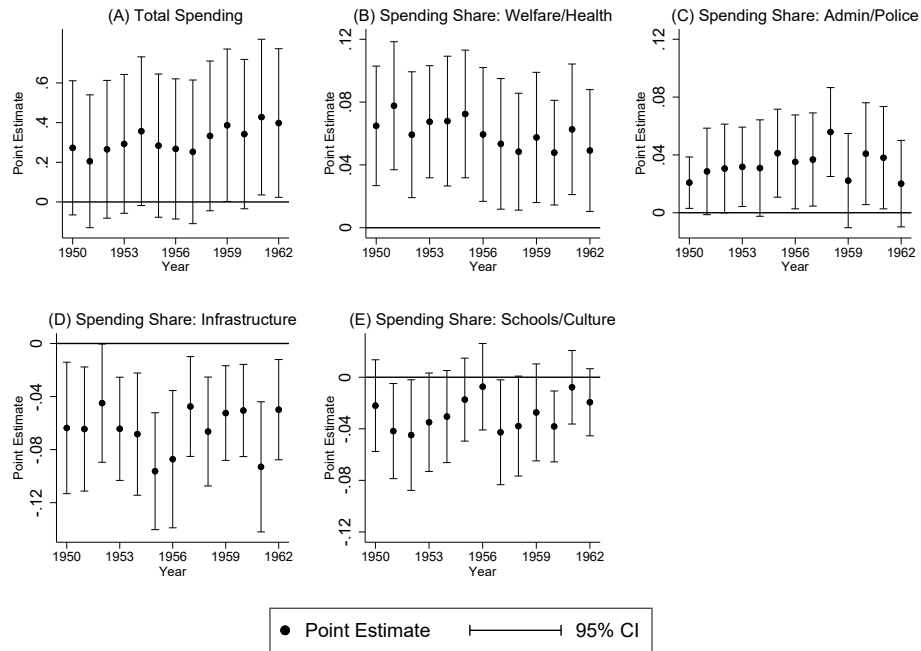 (A) Total Spending
Point Estimate
.6
.4
.2
0
1950 1953 1956 1959 1962
Year
(B) Spending Share: Welfare/Health
Point Estimate
.12
.08
.04
0
1950 1953 1956 1959 1962
Year
(C) Spending Share: Admin/Police
Point Estimate
.12
.08
.04
0
1950 1953 1956 1959 1962
Year
(D) Spending Share: Infrastructure
Point Estimate
0
-.04
-.08
-.12
1950 1953 1956 1959 1962
Year
(E) Spending Share: Schools/Culture
Point Estimate
0
-.04
-.08
-.12
1950 1953 1956 1959 1962
Year
Point Estimate 95% CI